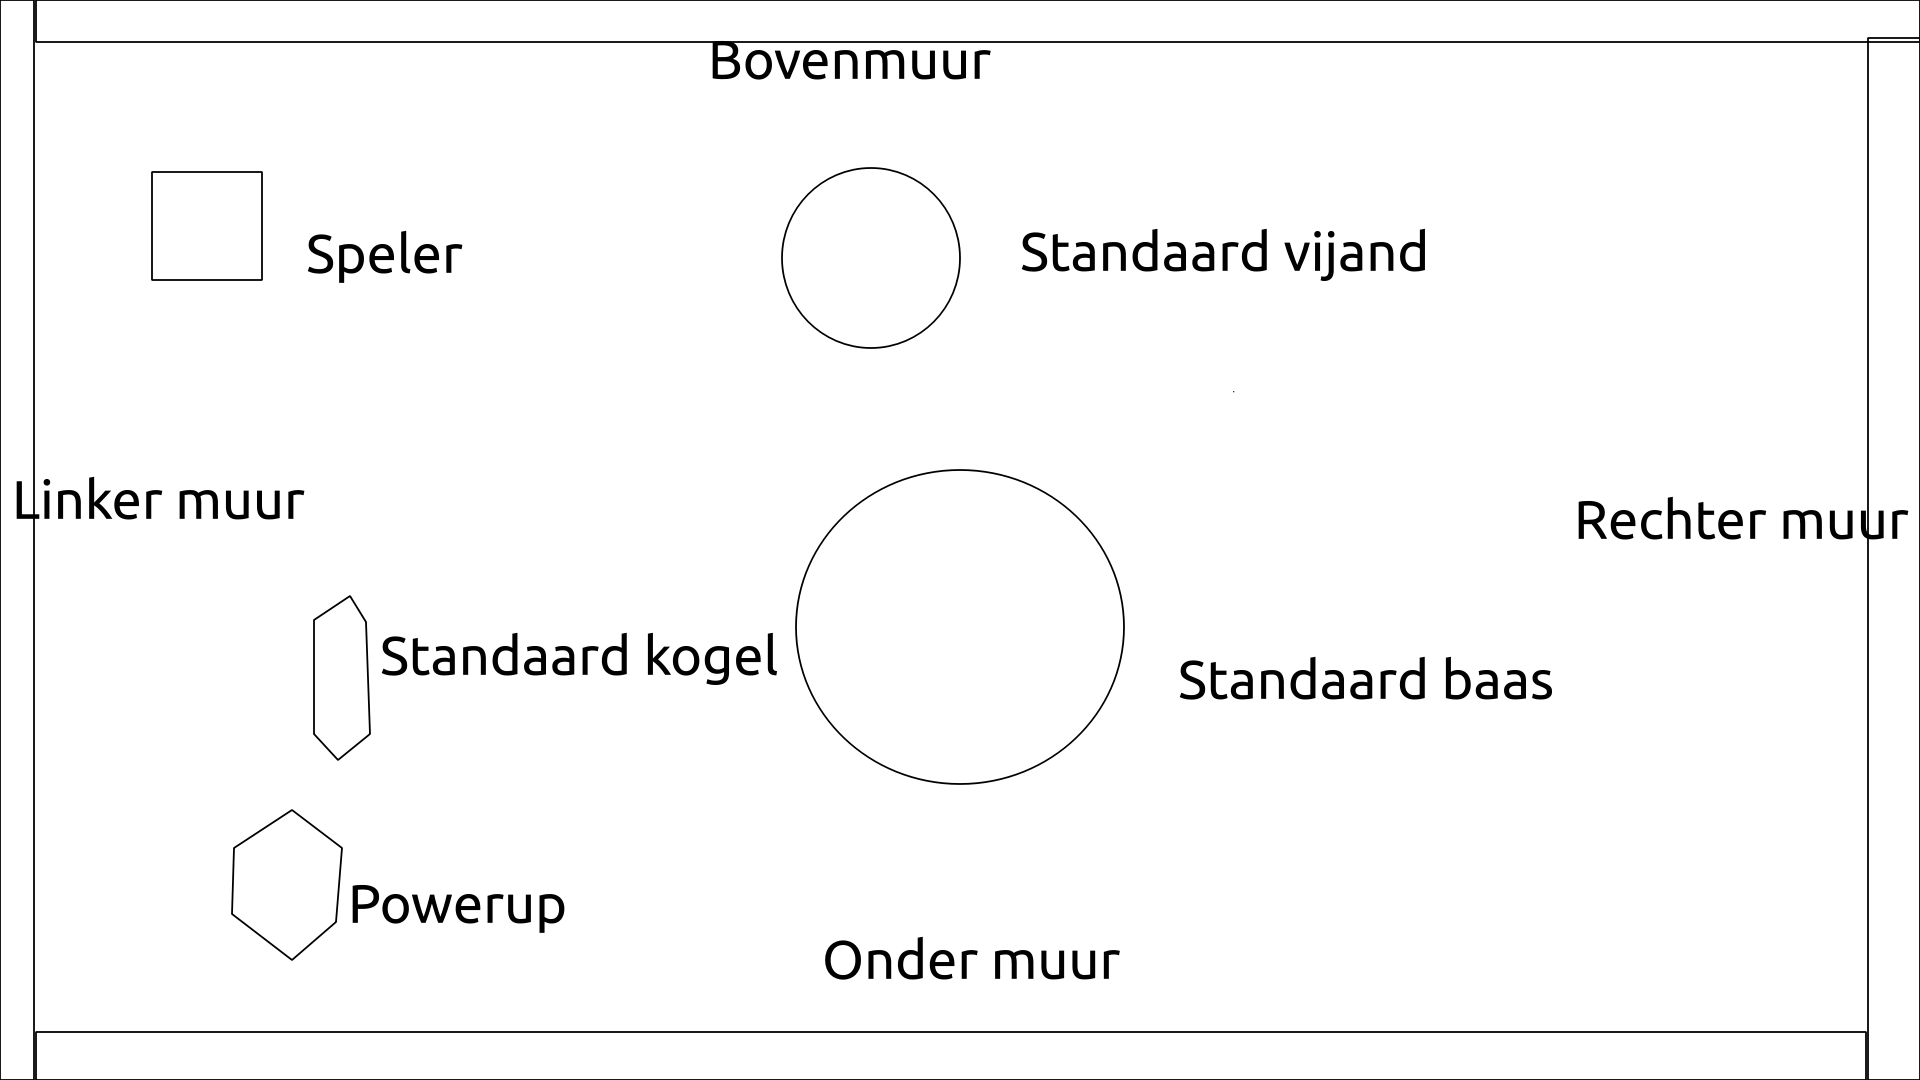 Bovenmuur
Speler
Standaard vijand
Linker muur
Rechter muur
Standaard kogel
Standaard baas
Powerup
Onder muur